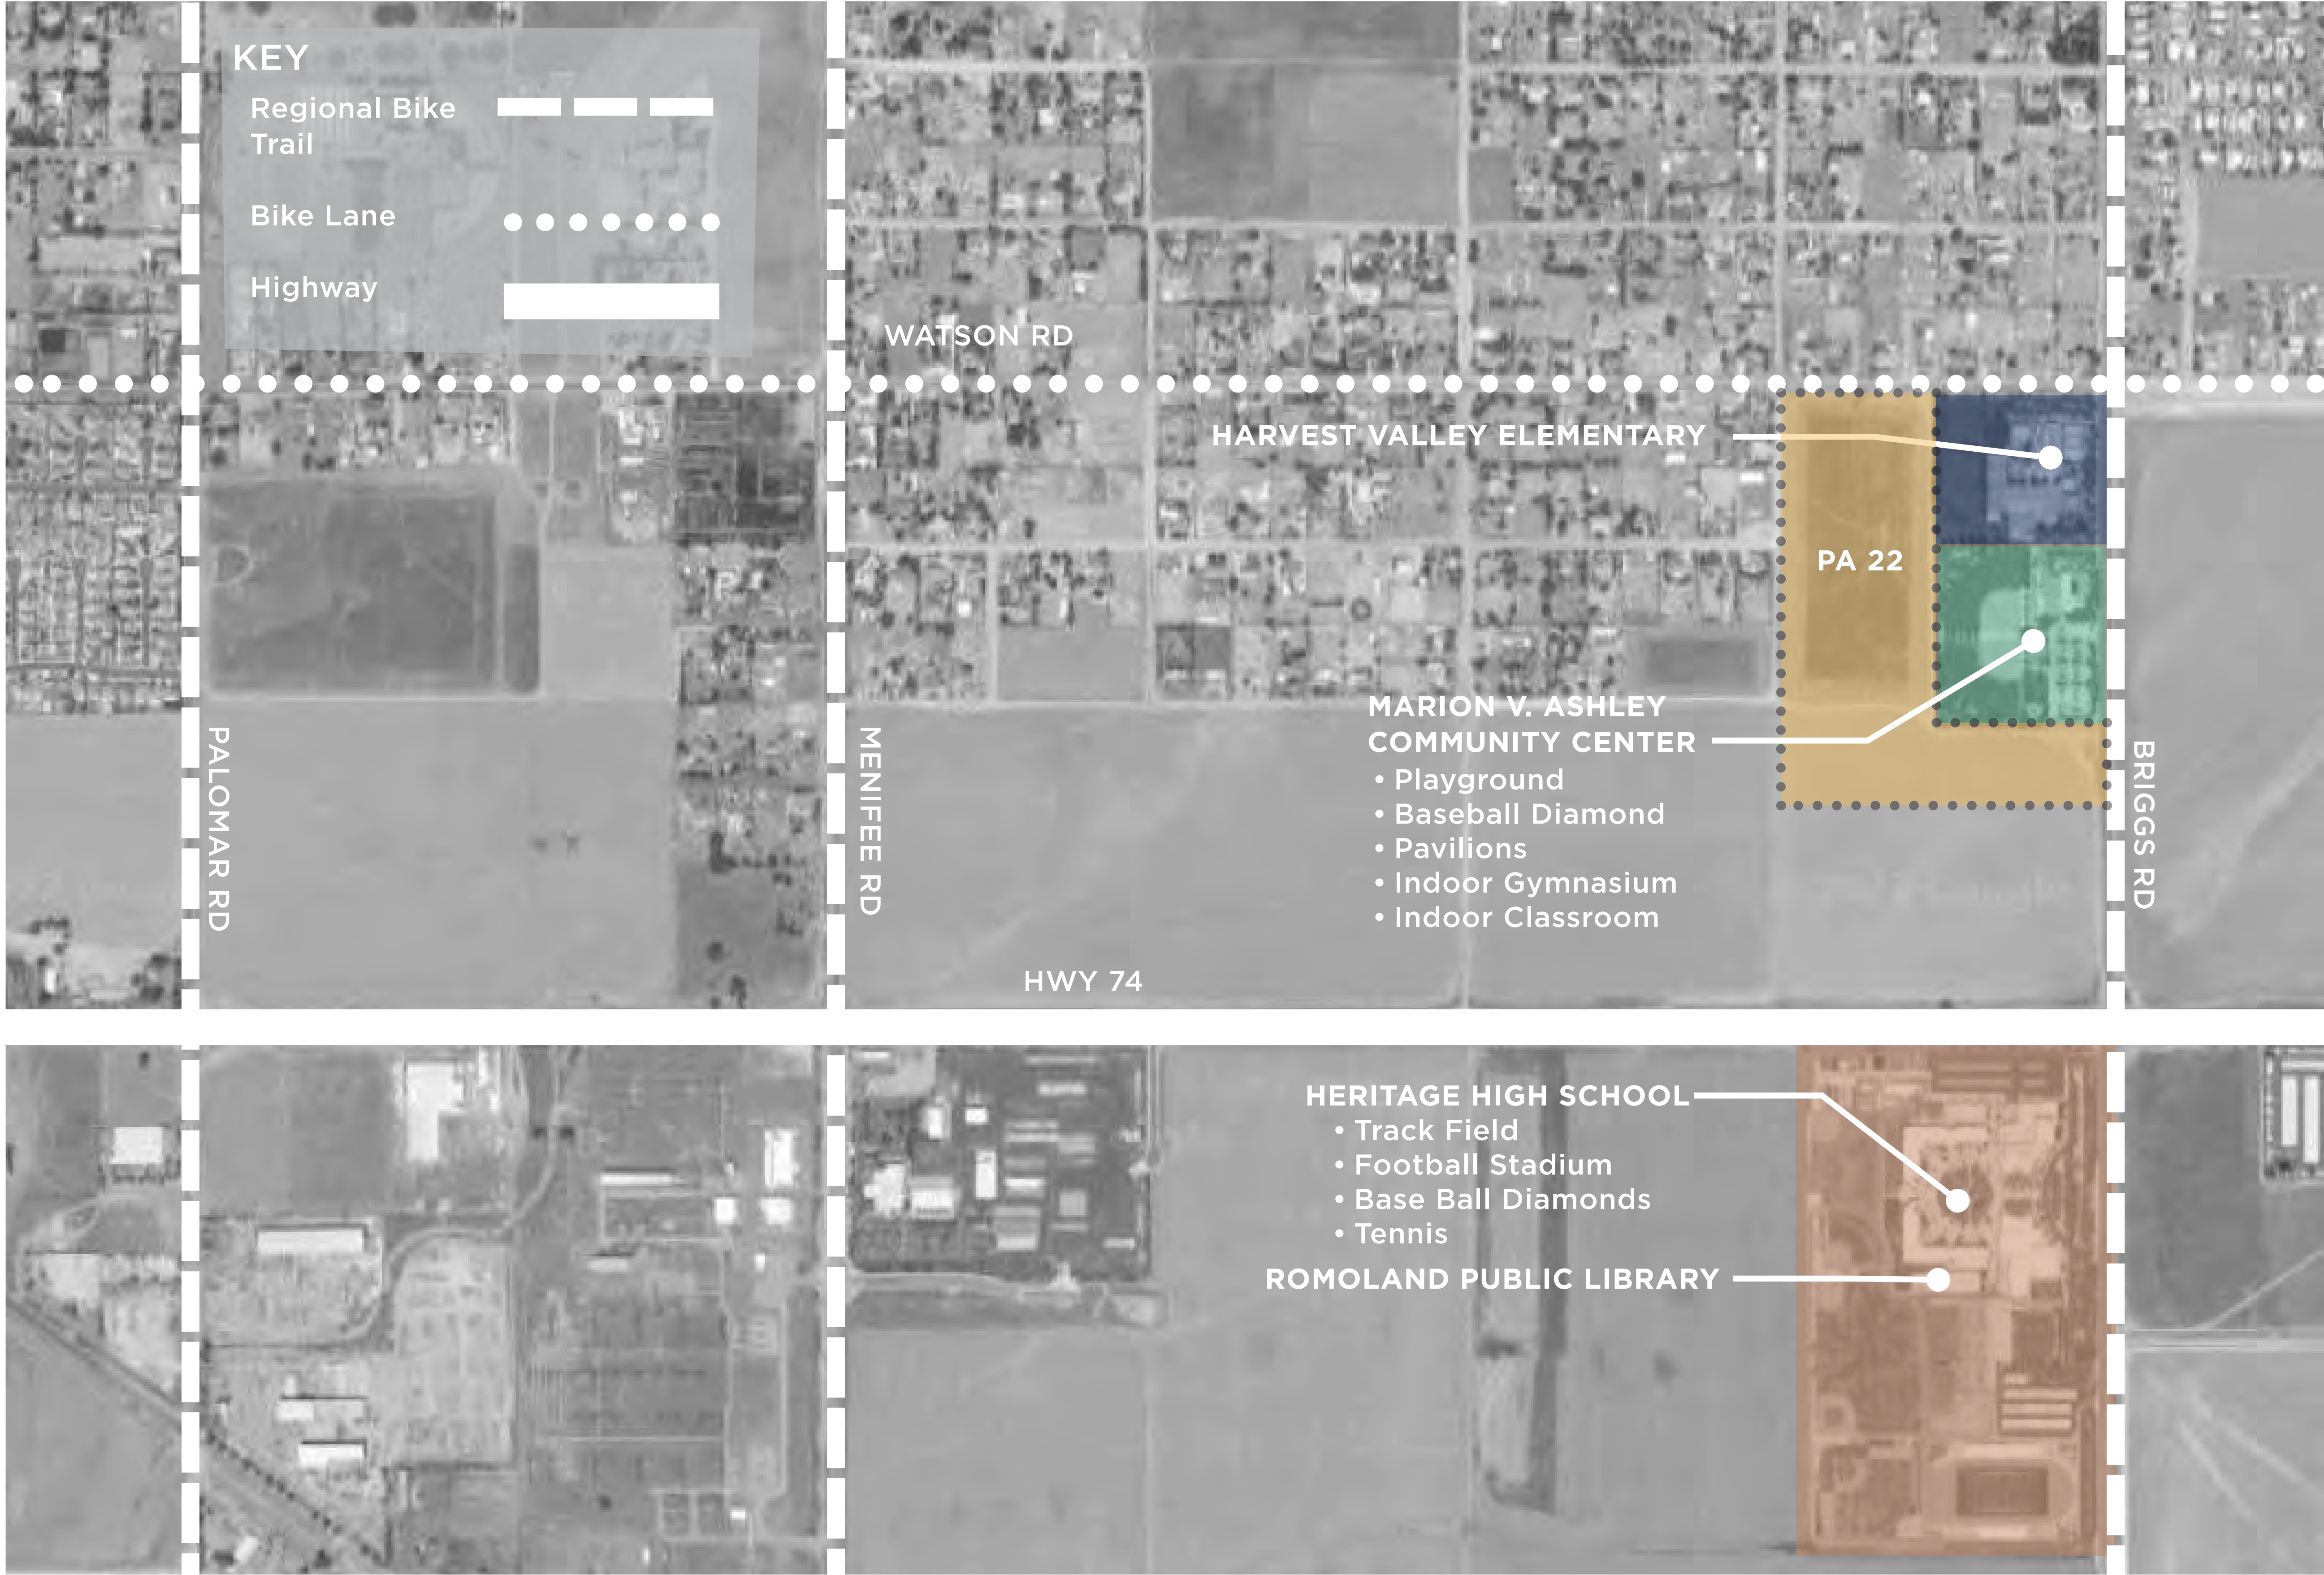 KEY
Regional Bike
Trail
Bike Lane
Highway
WATSON RD
HARVEST VALLEY ELEMENTARY
PA 22
MARION V. ASHLEY
COMMUNITY CENTER
• Playground
• Baseball Diamond
• Pavilions
• Indoor Gymnasium
• Indoor Classroom
PALOMAR RD
MENIFEE RD
BRIGGS RD
HWY 74
HERITAGE HIGH SCHOOL
• Track Field
• Football Stadium
• Base Ball Diamonds
• Tennis
ROMOLAND PUBLIC LIBRARY